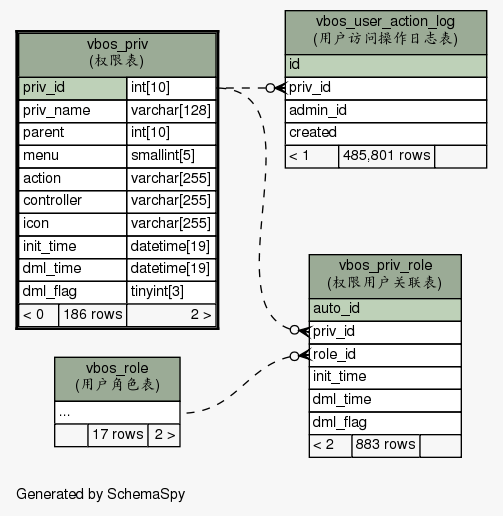 vbos_priv
(权限表)
priv_id int[10]
priv_name varchar[128]
parent int[10]
menu smallint[5]
action varchar[255]
controller varchar[255]
icon varchar[255]
init_time datetime[19]
dml_time datetime[19]
dml_flag tinyint[3]
< 0 186 rows 2 >
vbos_user_action_log
(用户访问操作日志表)
id
priv_id
admin_id
created
< 1 485,801 rows
vbos_priv_role
(权限用户关联表)
auto_id
priv_id
role_id
init_time
dml_time
dml_flag
< 2 883 rows
vbos_role
(用户角色表)
...
17 rows 2 >
Generated by SchemaSpy